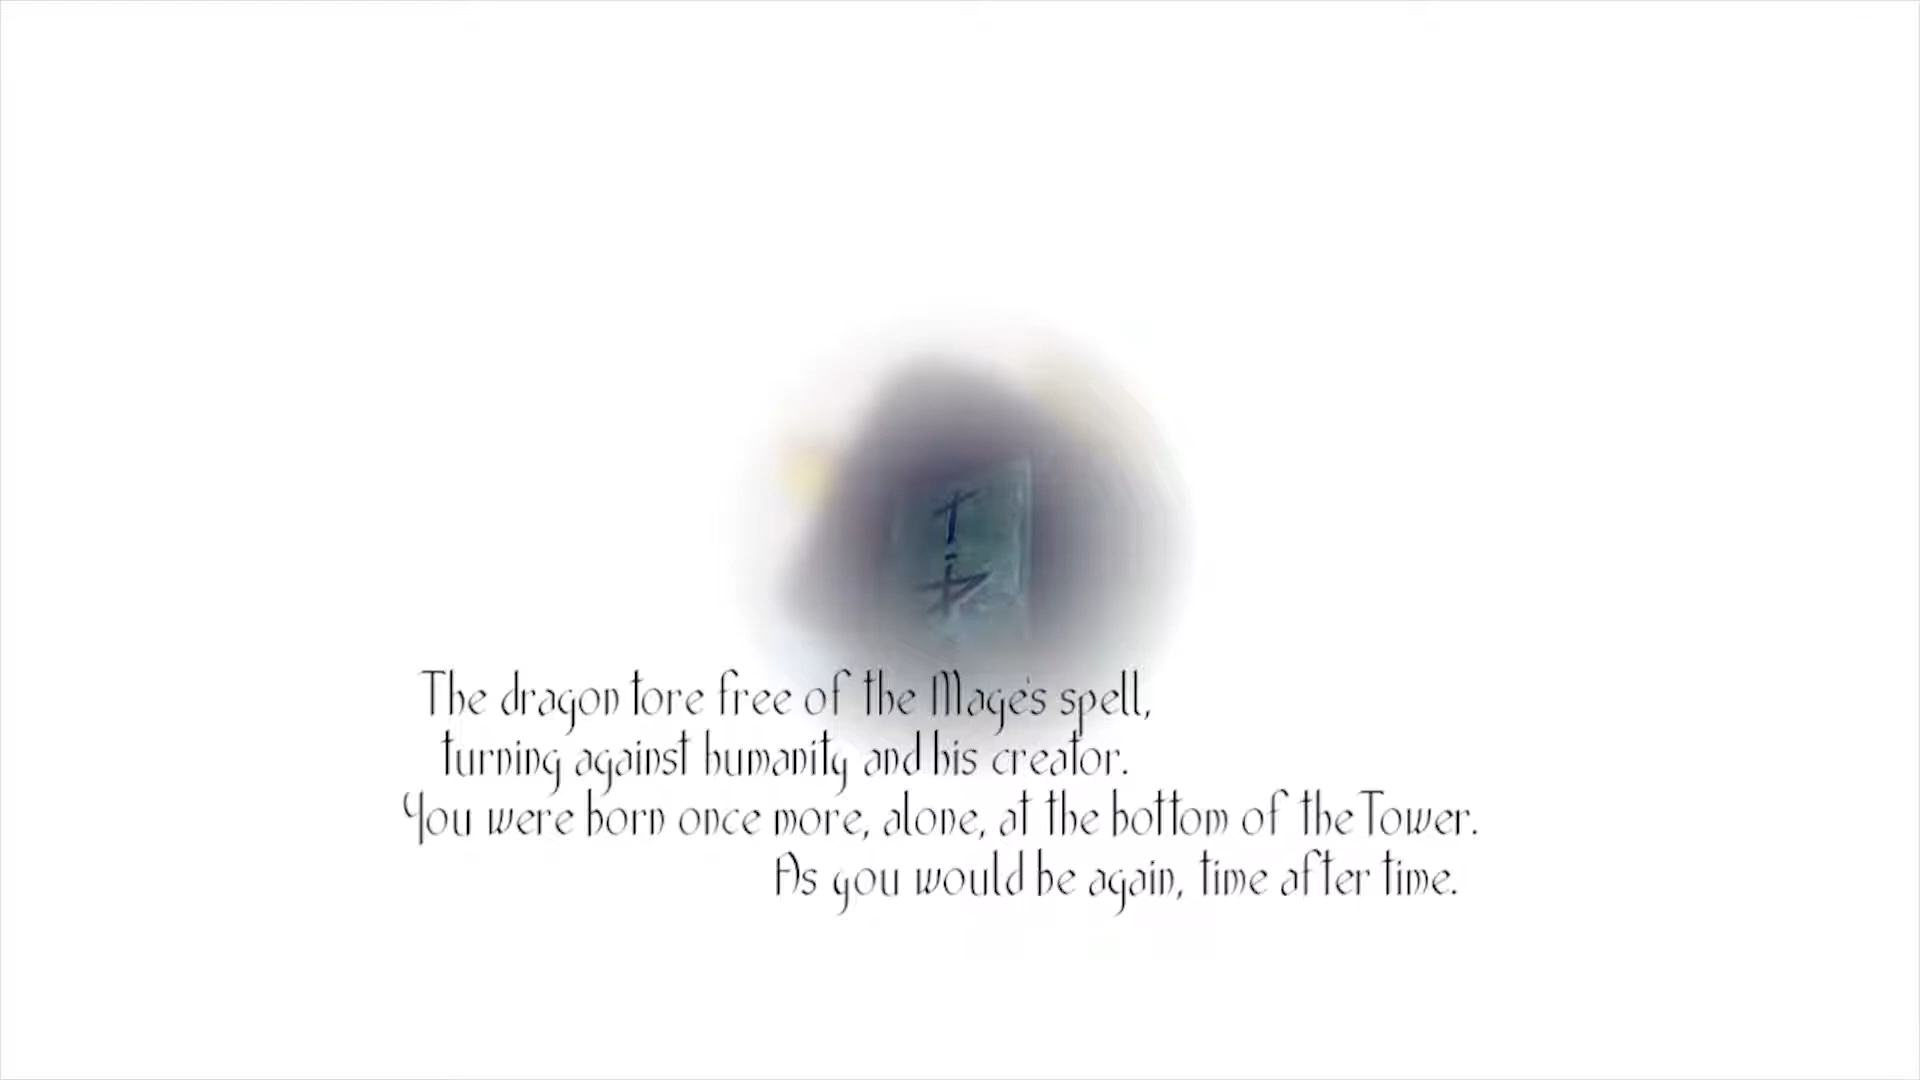 The dragon tore free of the Mage's spell,
turning against humanity and his creator.
You were born once more, alone, at the bottom of the Tower.
As you would be again, time after time.